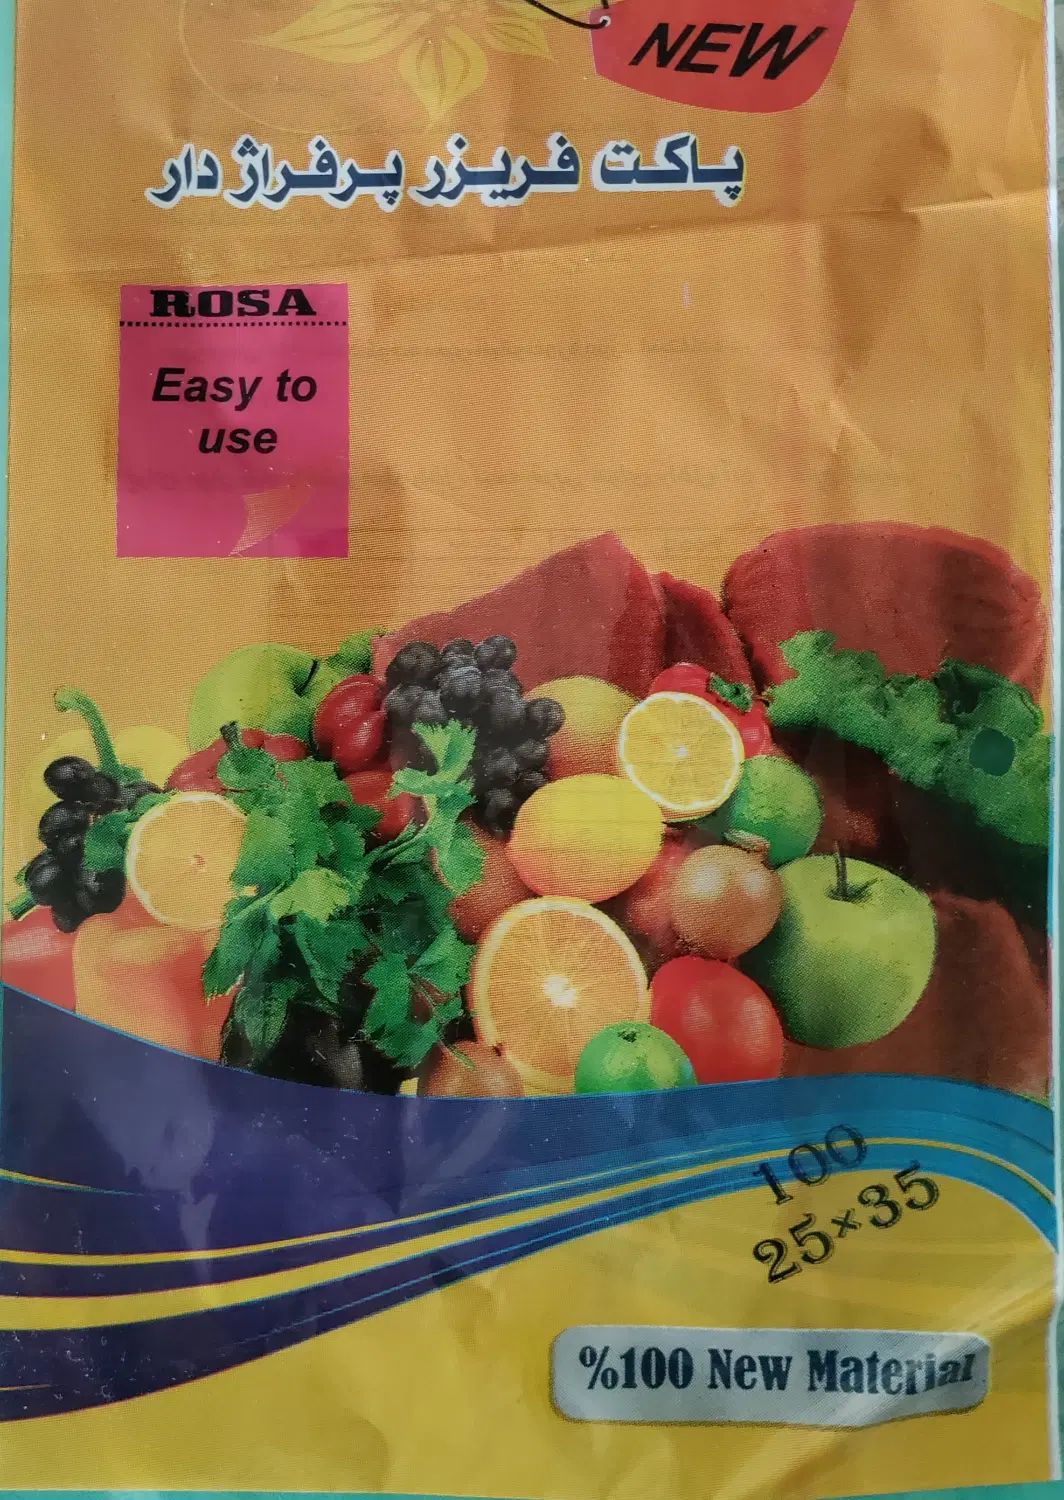 NEW
پاکت فریزر پرفراژ دار
ROSA
Easy to
use
100
25×35
%100 New Material